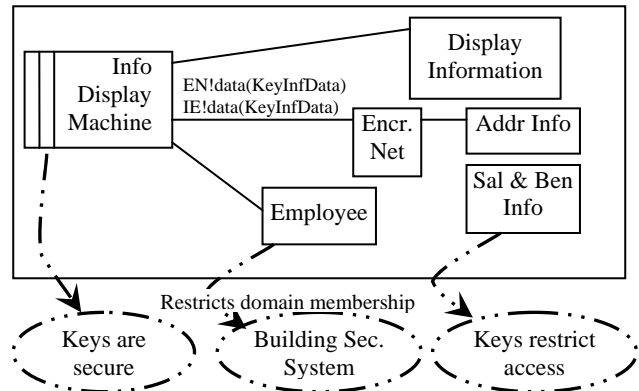 Display
Information
Info
Display
Machine
EN!data(KeyInfData)
IE!data(KeyInfData)
Encr.
Net
Addr Info
Sal & Ben
Info
Employee
Restricts domain membership
Keys are
secure
Building Sec.
System
Keys restrict
access